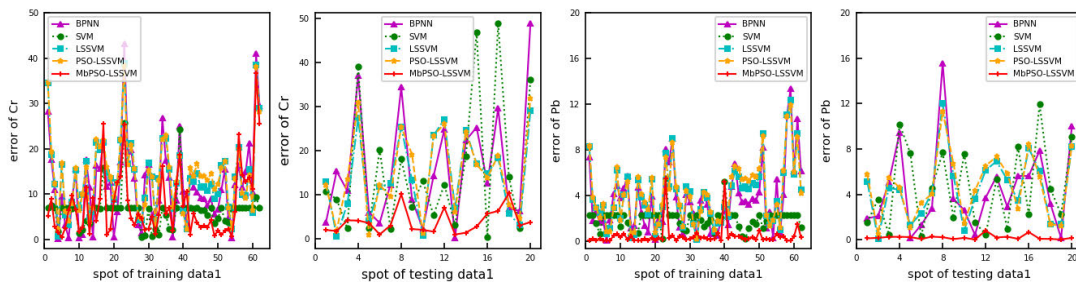 error of Cr
50
40
30
20
10
0
BPNN
SVM
LSSVM
PSO-LSSVM
MbPSO-LSSVM
0 10 20 30 40 50 60
spot of training data1
error of Cr
50
40
30
20
10
0
BPNN
SVM
LSSVM
PSO-LSSVM
MbPSO-LSSVM
0 4 8 12 16 20
spot of testing data1
error of Pb
20
16
12
8
4
0
BPNN
SVM
LSSVM
PSO-LSSVM
MbPSO-LSSVM
0 10 20 30 40 50 60
spot of training data1
error of Pb
20
16
12
8
4
0
BPNN
SVM
LSSVM
PSO-LSSVM
MbPSO-LSSVM
0 4 8 12 16 20
spot of testing data1